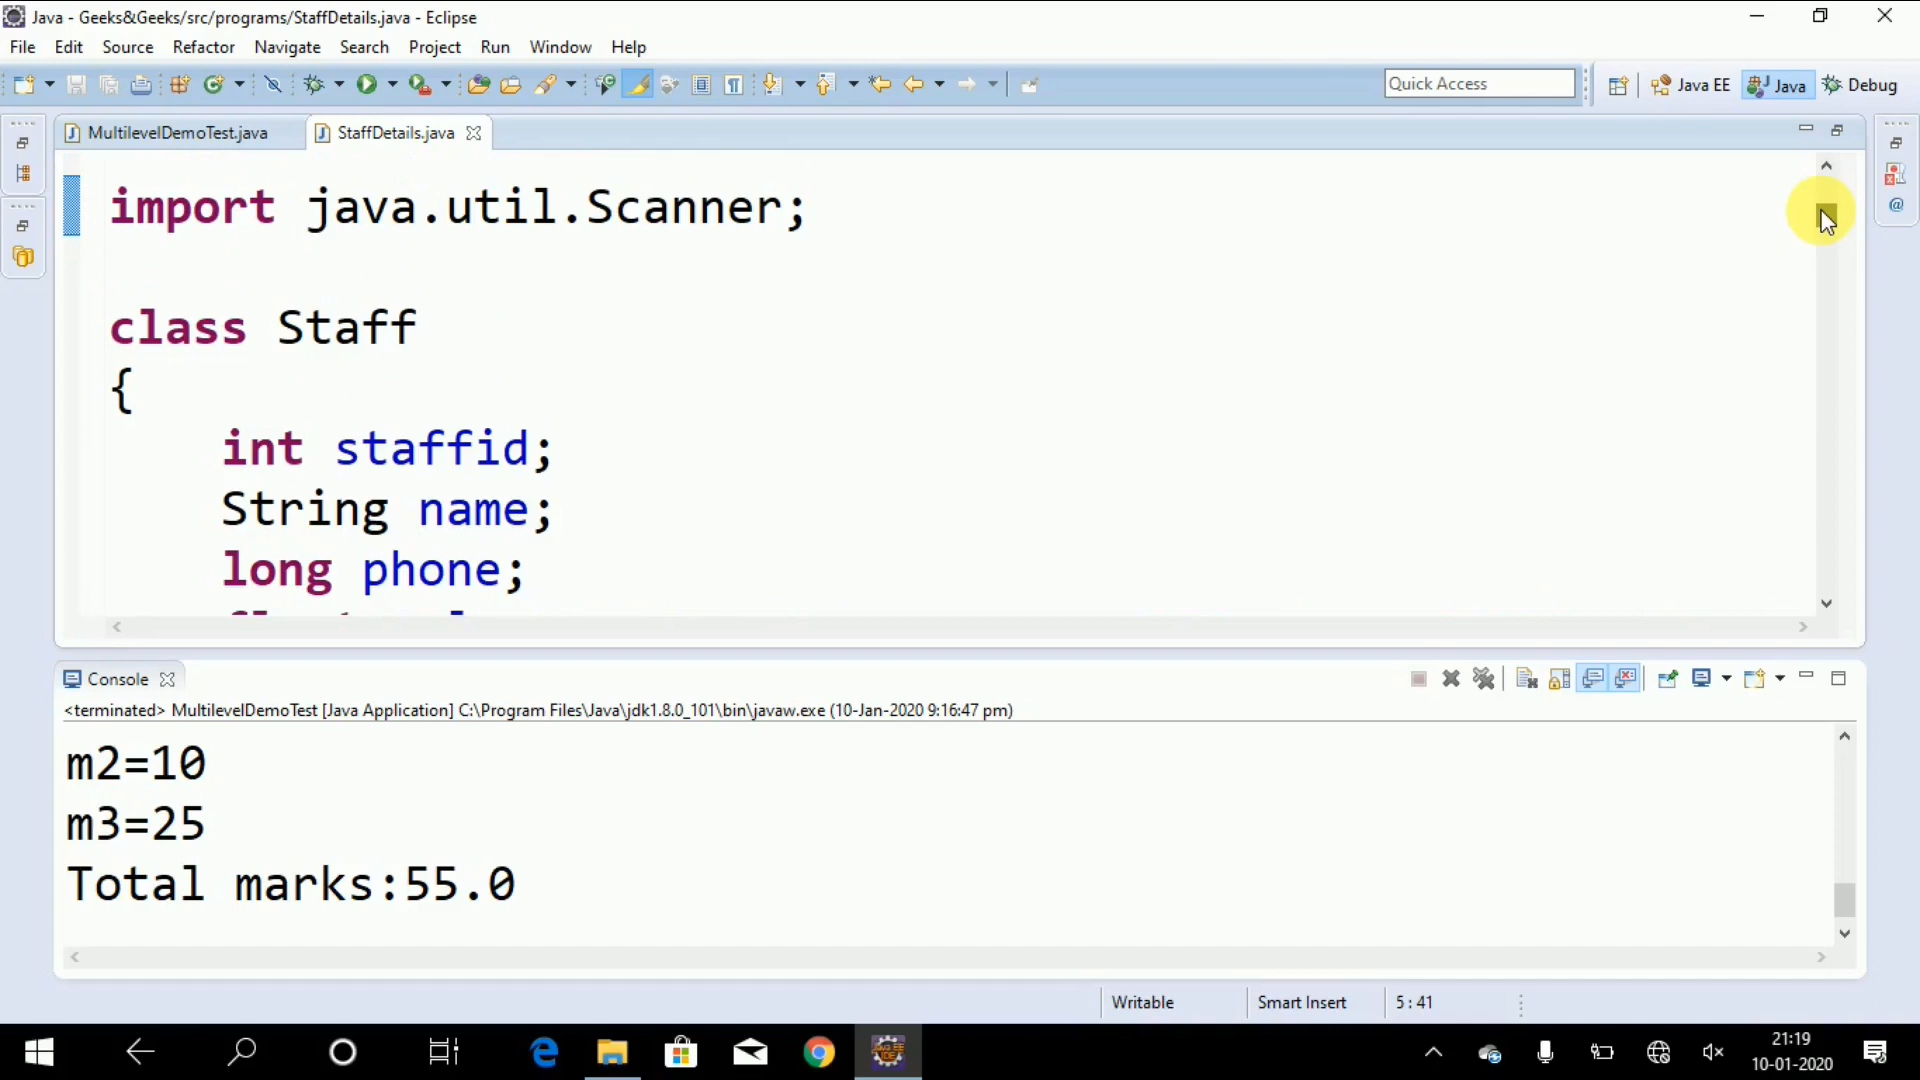 Java - Geeks&Geeks/src/programs/StaffDetails.java - Eclipse
File Edit Source Refactor Navigate Search Project Run Window Help
Quick Access
Java EE
Java
Debug
MultilevelDemoTest.java
StaffDetails.java
import java.util.Scanner;
class Staff
{
int staffid;
String name;
long phone;
Console
<terminated> MultilevelDemoTest [Java Application] C:\Program Files\Java\jdk1.8.0_101\bin\javaw.exe (10-Jan-2020 9:16:47 pm)
m2=10
m3=25
Total marks:55.0
Writable
Smart Insert
5 : 41
21:19
10-01-2020